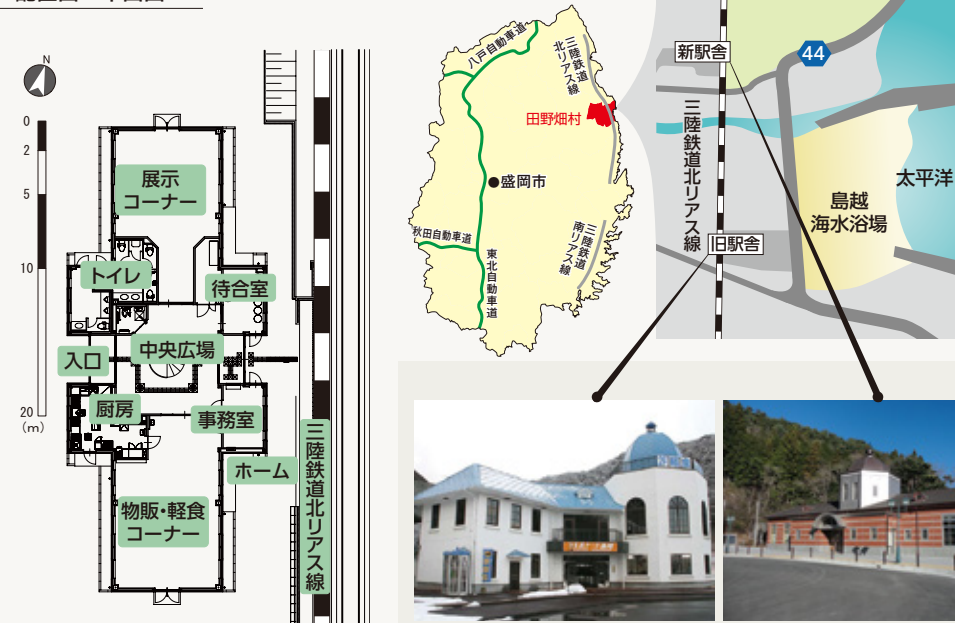 N
0
2
5
10
20
(m)
展示
コーナー
トイレ
待合室
入口
中央広場
厨房
事務室
ホーム
物販・軽食
コーナー
三陸鉄道北リアス線
八戸自動車道
三陸鉄道
北リアス線
田野畑村
盛岡市
秋田自動車道
東北自動車道
三陸鉄道
南リアス線
新駅舎
44
三陸鉄道北リアス線
旧駅舎
島越
海水浴場
太平洋